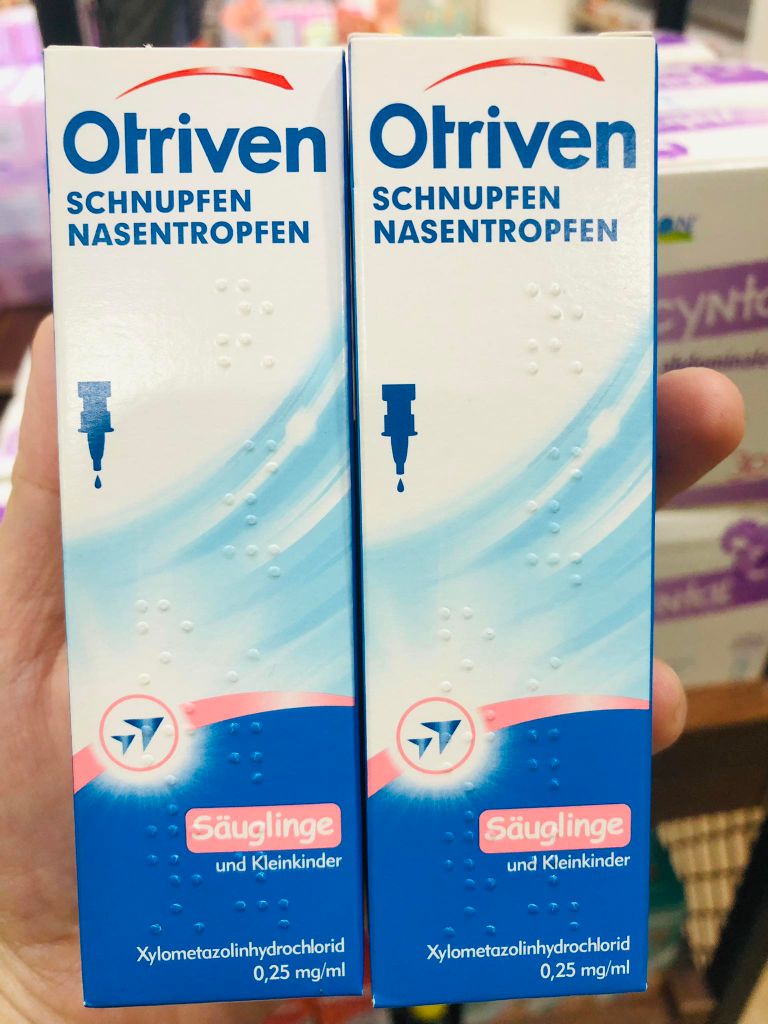 Otriven
SCHNUPFEN
NASENTROPFEN
Säuglinge
und Kleinkinder
Xylometazolinhydrochlorid
0,25 mg/ml
Otriven
SCHNUPFEN
NASENTROPFEN
Säuglinge
und Kleinkinder
Xylometazolinhydrochlorid
0,25 mg/ml